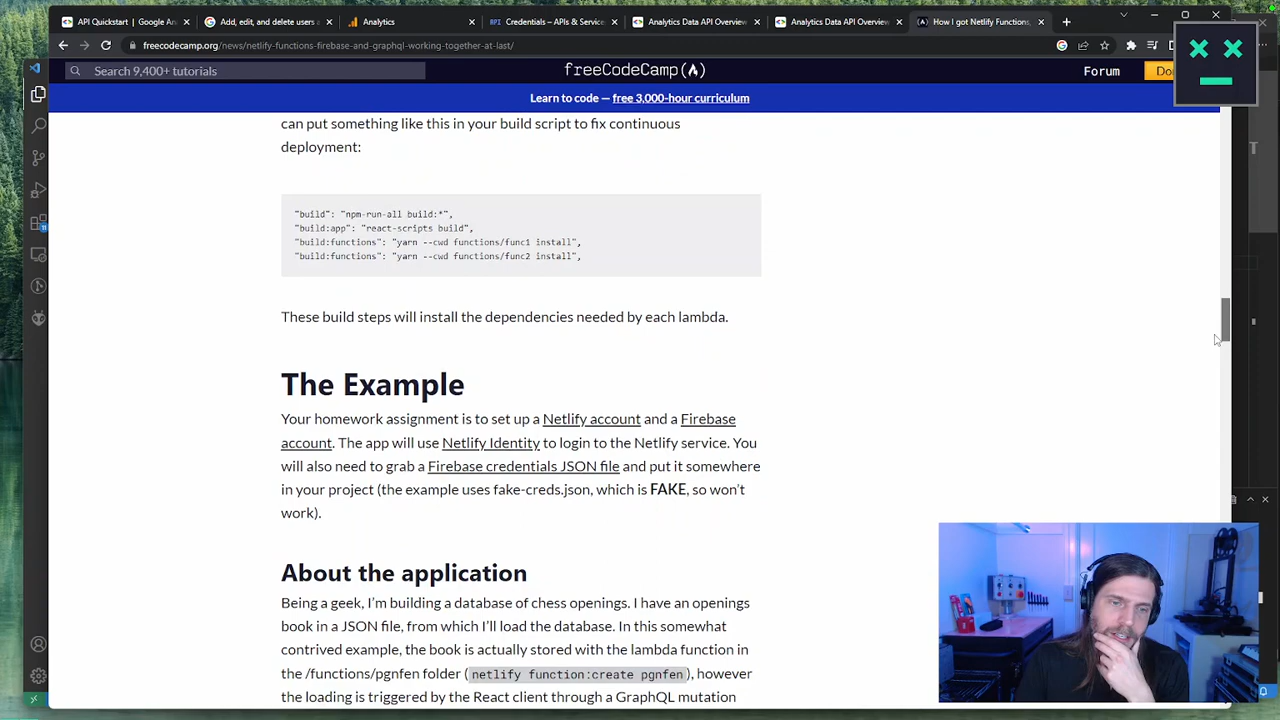 API Quickstart | Google An
Add, edit, and delete users a
Analytics
RPI
Credentials – APIs & Service
Analytics Data API Overview
Analytics Data API Overview
How I got Netlify Functions,
freecodecamp.org/news/netlify-functions-firebase-and-graphql-working-together-at-last/
Search 9,400+ tutorials
freeCodeCamp
Forum
Do
Learn to code — free 3,000-hour curriculum
can put something like this in your build script to fix continuous
deployment:
"build": "npm-run-all build:*",
"build:app": "react-scripts build",
"build:functions": "yarn --cwd functions/func1 install",
"build:functions": "yarn --cwd functions/func2 install",
These build steps will install the dependencies needed by each lambda.
The Example
Your homework assignment is to set up a Netlify account and a Firebase
account. The app will use Netlify Identity to login to the Netlify service. You
will also need to grab a Firebase credentials JSON file and put it somewhere
in your project (the example uses fake-creds.json, which is FAKE, so won't
work).
About the application
Being a geek, I'm building a database of chess openings. I have an openings
book in a JSON file, from which I'll load the database. In this somewhat
contrived example, the book is actually stored with the lambda function in
the /functions/pgnfen folder (netlify function:create pgnfen), however
the loading is triggered by the React client through a GraphQL mutation